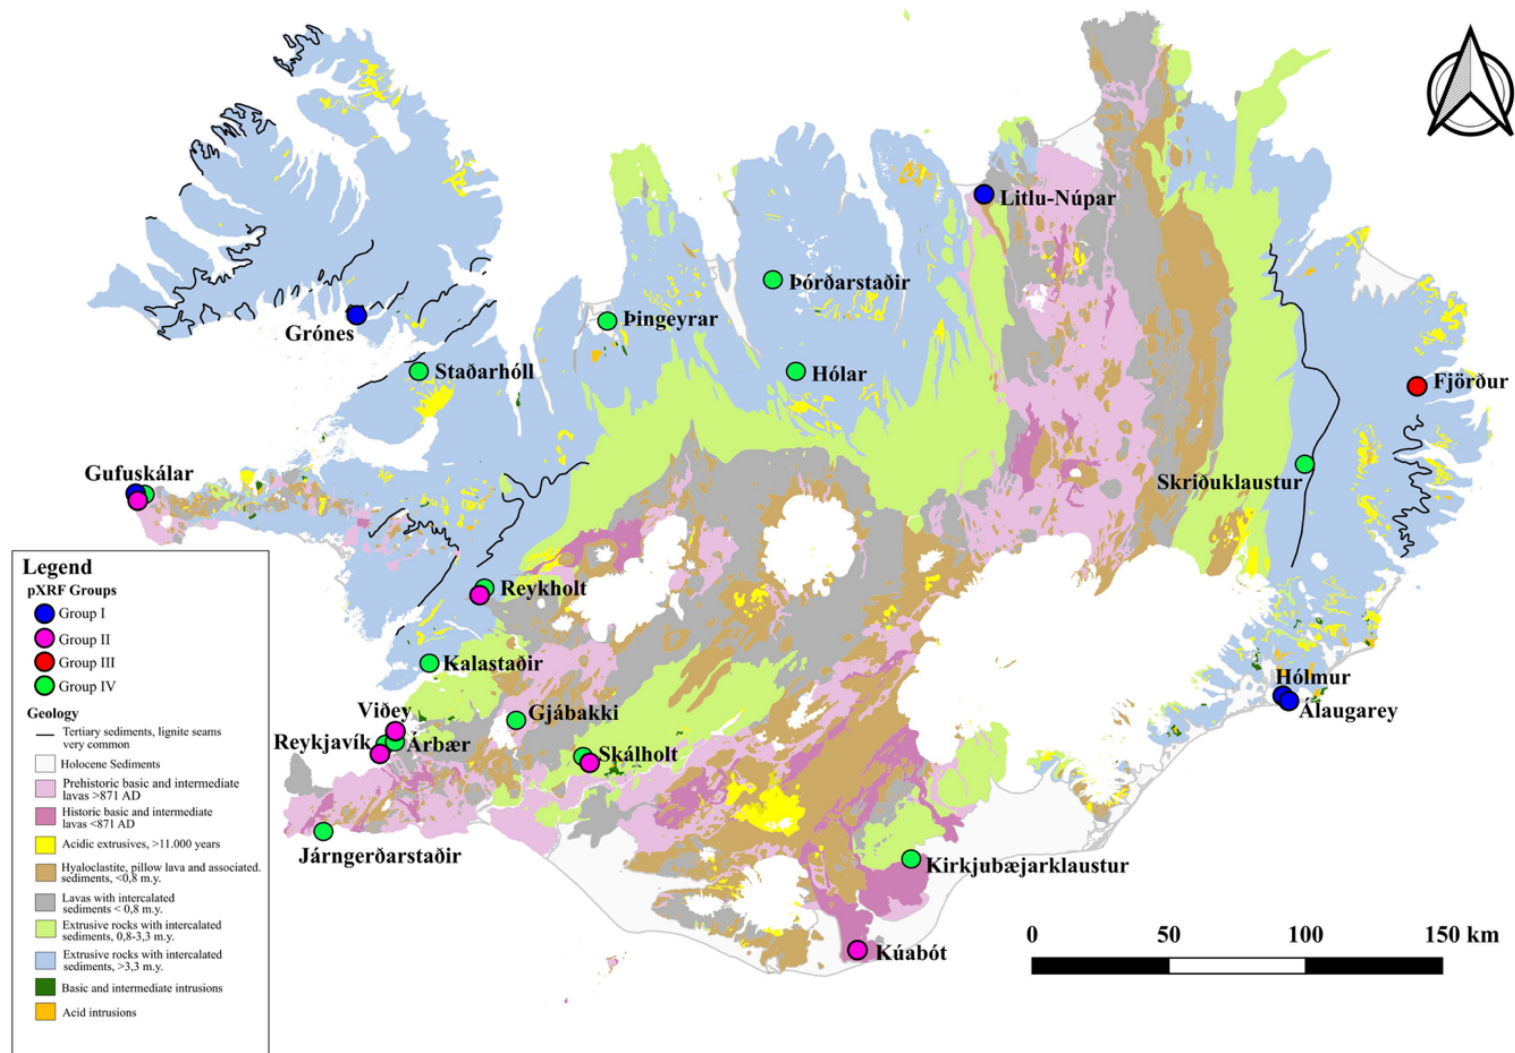 Litlu-Núpar
Þórðarstaðir
Þingeyrar
Grónes
Staðarhóll
Hólar
Fjörður
Gufuskálar
Skriðuklaustur
Reykholt
Kalastaðir
Hólmur
Álaugarey
Viðey
Gjábakki
Reykjavík
Árbær
Skálholt
Járngerðarstaðir
Kirkjubæjarklaustur
Kúabót
0 50 100 150 km
Legend
pXRF Groups
Group I
Group II
Group III
Group IV
Geology
Tertiary sediments, lignite seams
very common
Holocene Sediments
Prehistoric basic and intermediate
lavas >871 AD
Historic basic and intermediate
lavas <871 AD
Acidic extrusives, >11.000 years
Hyaloclastite, pillow lava and associated.
sediments, <0,8 m.y.
Lavas with intercalated
sediments < 0,8 m.y.
Extrusive rocks with intercalated
sediments, 0,8-3,3 m.y.
Extrusive rocks with intercalated
sediments, >3,3 m.y.
Basic and intermediate intrusions
Acid intrusions